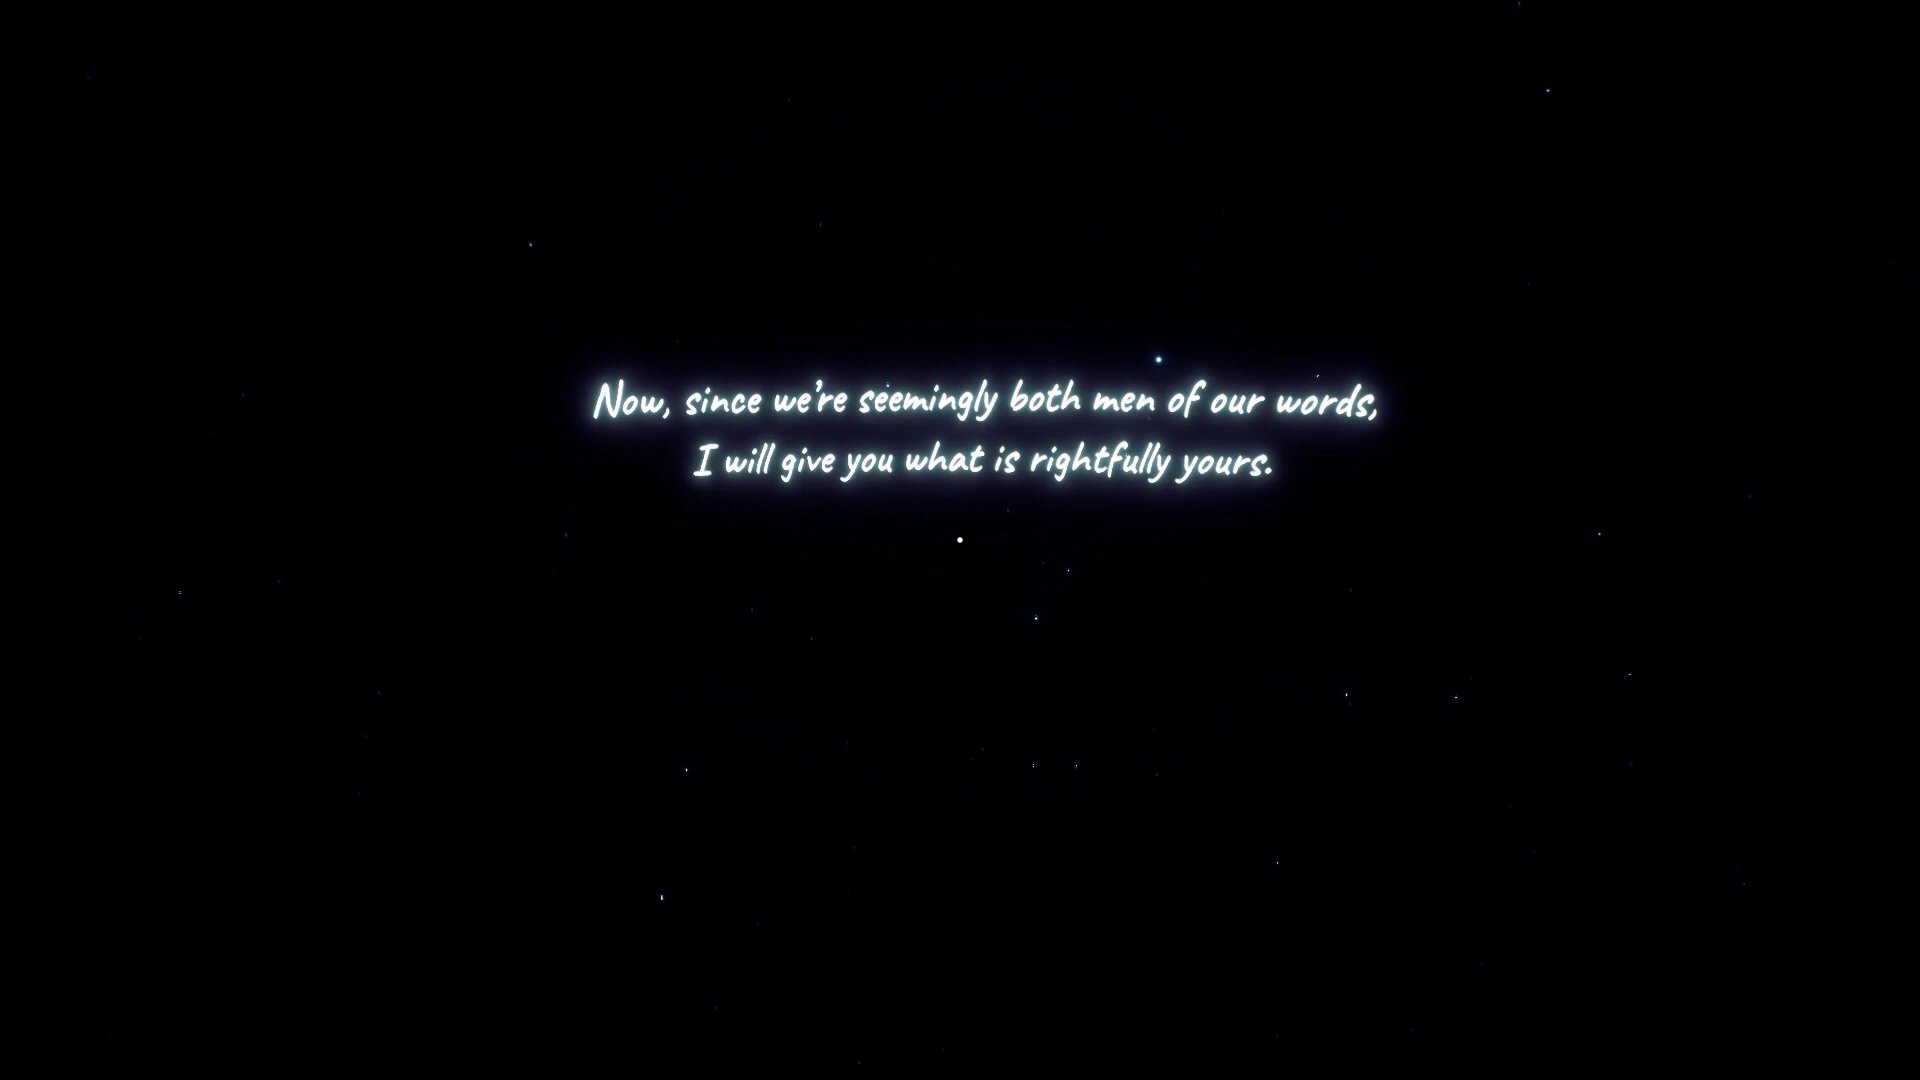 Now, since we’re seemingly both men of our words,
I will give you what is rightfully yours.